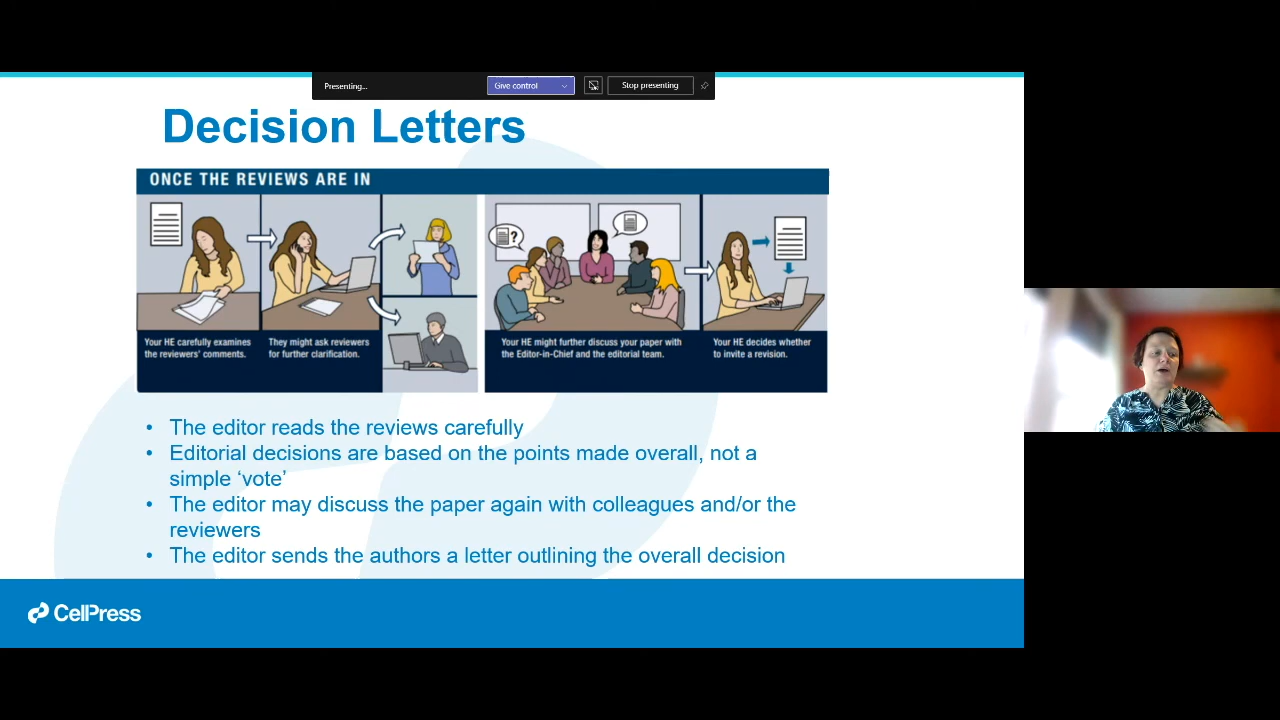 Presenting...
Give control
Stop presenting
Decision Letters
ONCE THE REVIEWS ARE IN
?
Your HE carefully examines
the reviewers' comments.
They might ask reviewers
for further clarification.
Your HE might further discuss your paper with
the Editor-in-Chief and the editorial team.
Your HE decides whether
to invite a revision.
• The editor reads the reviews carefully
• Editorial decisions are based on the points made overall, not a
simple ‘vote’
• The editor may discuss the paper again with colleagues and/or the
reviewers
• The editor sends the authors a letter outlining the overall decision
CellPress